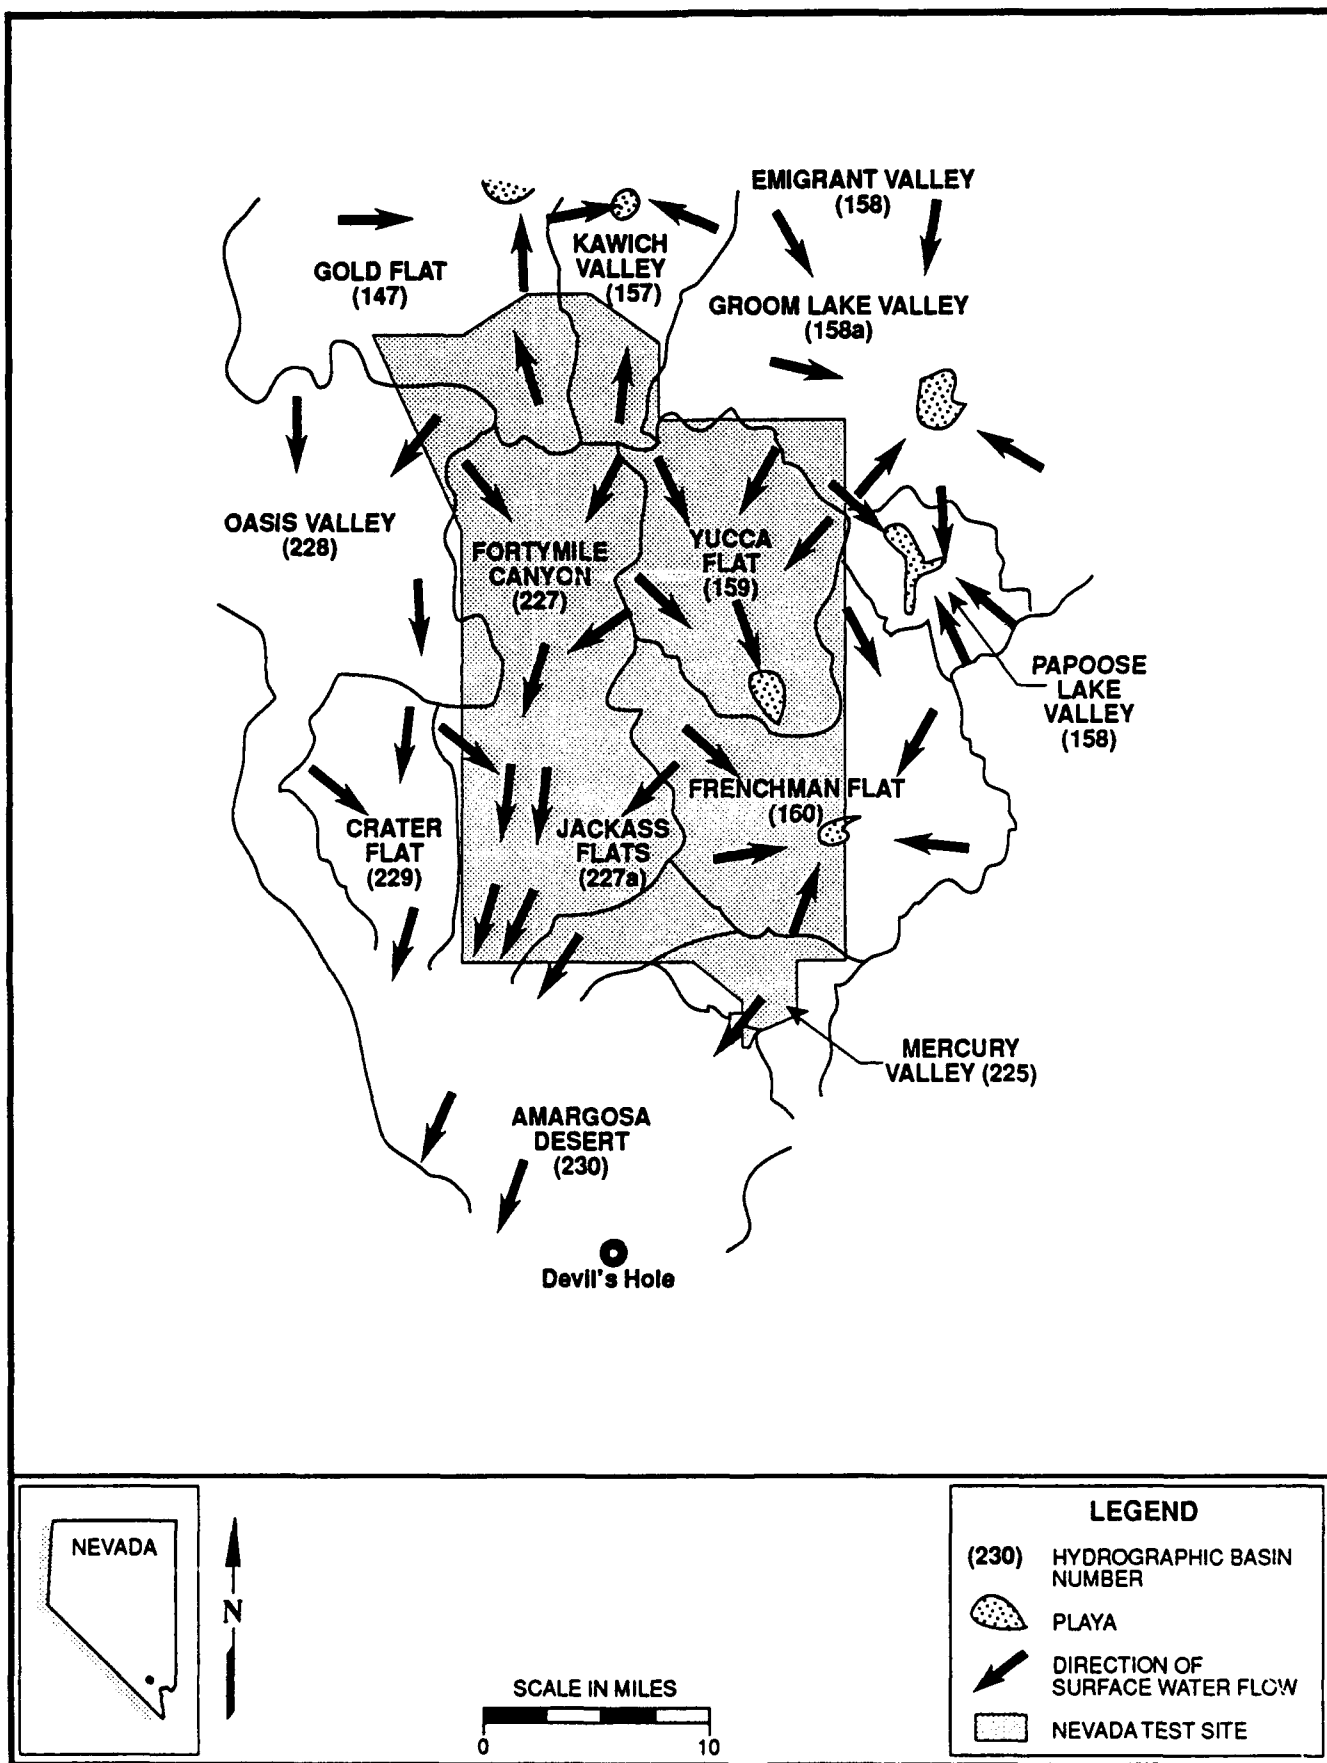 EMIGRANT VALLEY
(158)
KAWICH
VALLEY
(157)
GOLD FLAT
(147)
GROOM LAKE VALLEY
(158a)
OASIS VALLEY
(228)
FORTYMILE
CANYON
(227)
YUCCA
FLAT
(159)
PAPOOSE
LAKE
VALLEY
(158)
FRENCHMAN FLAT
(160)
CRATER
FLAT
(229)
JACKASS
FLATS
(227a)
MERCURY
VALLEY (225)
AMARGOSA
DESERT
(230)
Devil's Hole
NEVADA
N
SCALE IN MILES
0 10
LEGEND
(230) HYDROGRAPHIC BASIN
NUMBER
PLAYA
DIRECTION OF
SURFACE WATER FLOW
NEVADA TEST SITE